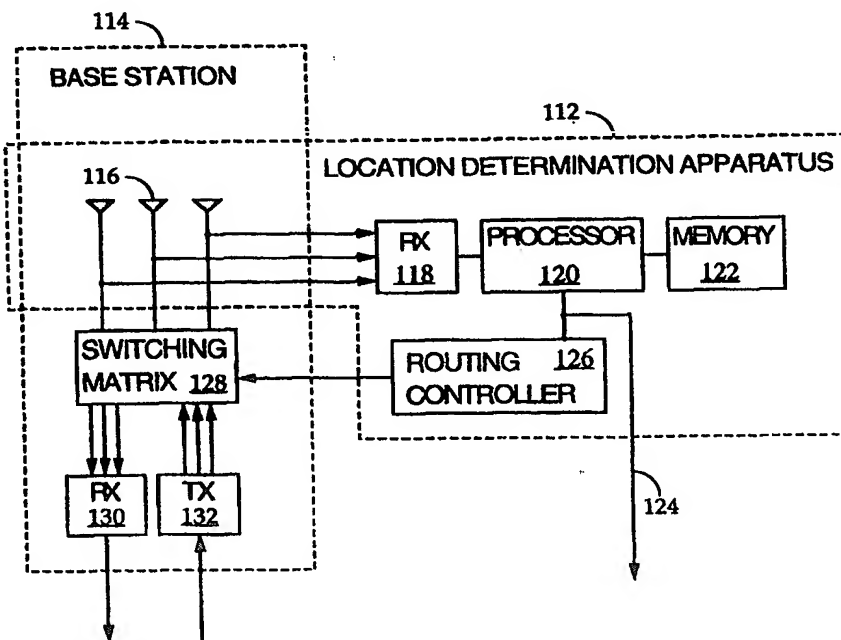 114
BASE STATION
112
LOCATION DETERMINATION APPARATUS
116
RX
118
PROCESSOR
120
MEMORY
122
SWITCHING
MATRIX 128
ROUTING 126
CONTROLLER
RX
130
TX
132
124